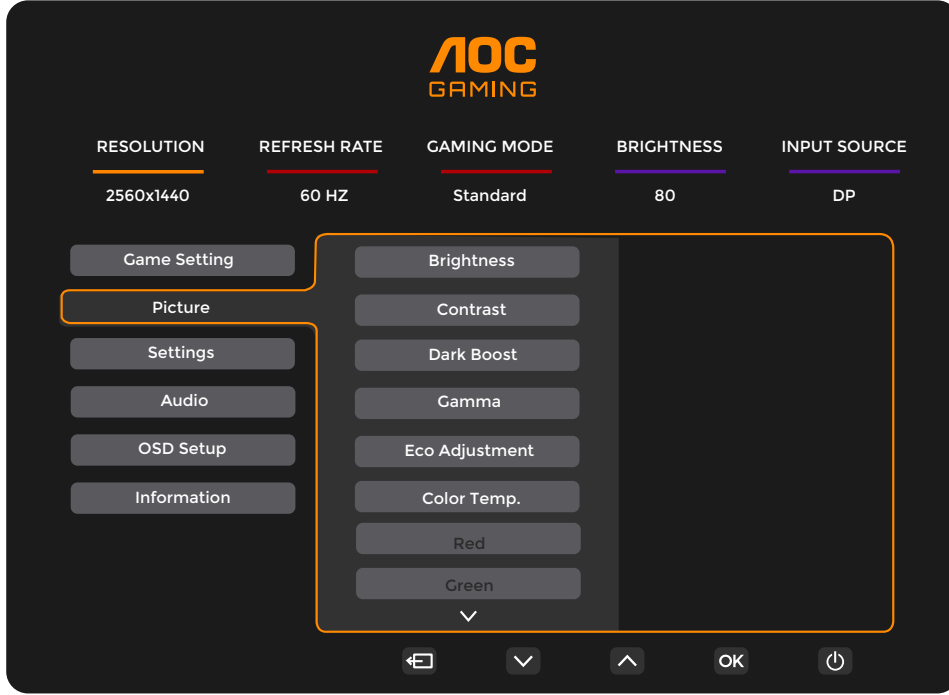 AOC
GAMING
RESOLUTION REFRESH RATE GAMING MODE BRIGHTNESS INPUT SOURCE
2560x1440 60 HZ Standard 80 DP
Game Setting
Picture
Settings
Audio
OSD Setup
Information
Brightness
Contrast
Dark Boost
Gamma
Eco Adjustment
Color Temp.
Red
Green
OK